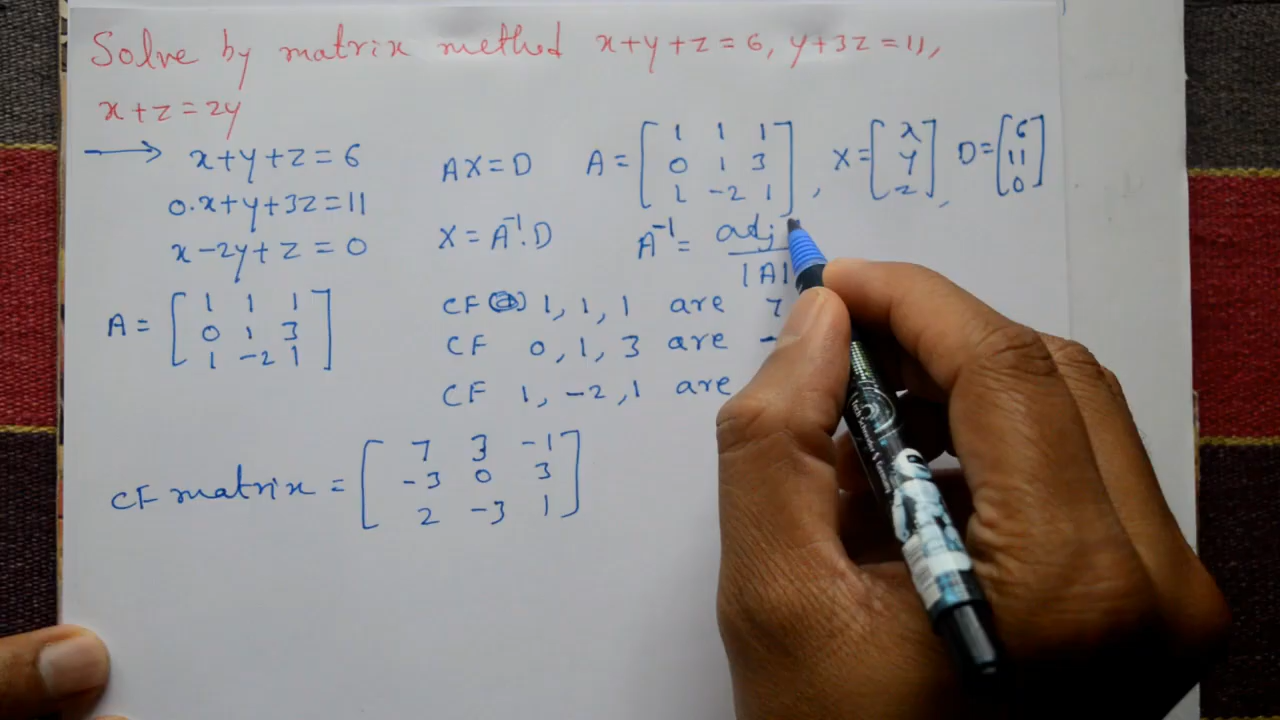 Solve by matrix method x+y+z=6, y+3z=11,
x+z=2y
→ x+y+z=6
0.x+y+3z=11
x-2y+z=0
AX=D
X=A⁻¹.D
A=[1 1 1
0 1 3
1 -2 1],
X=[x
y
z],
D=[6
11
0]
A⁻¹= adj
|A|
A=[1 1 1
0 1 3
1 -2 1]
CF 1, 1, 1 are 7
CF 0, 1, 3 are -
CF 1, -2, 1 are
CF matrix = [7 3 -1
-3 0 3
2 -3 1]